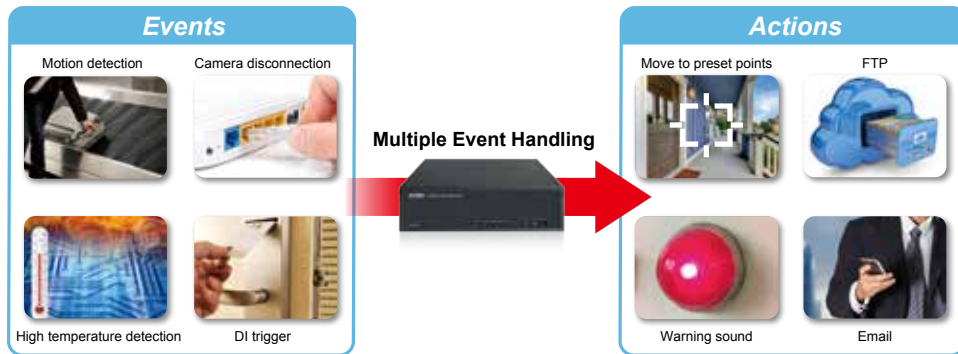 Events
Motion detection
Camera disconnection
High temperature detection
DI trigger
Multiple Event Handling
Actions
Move to preset points
FTP
Warning sound
Email